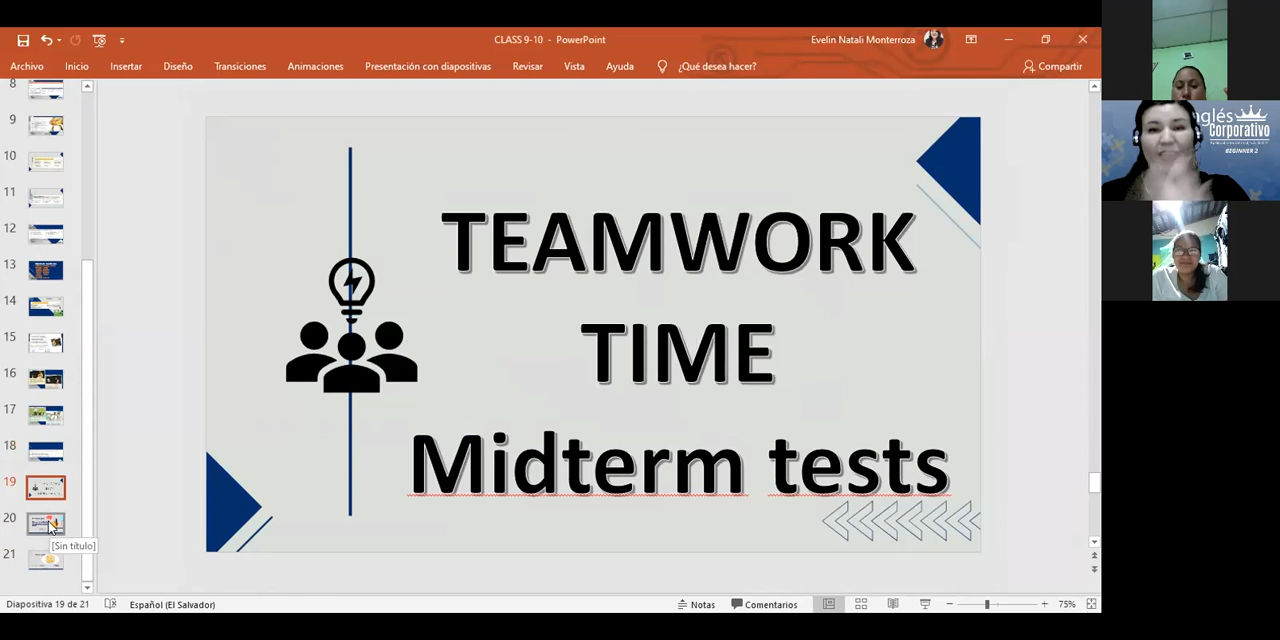 CLASS 9-10 - PowerPoint
Evelin Natali Monterroza
Archivo
Inicio
Insertar
Diseño
Transiciones
Animaciones
Presentación con diapositivas
Revisar
Vista
Ayuda
¿Qué desea hacer?
Compartir
8
9
10
11
12
13
14
15
16
17
18
19
20
21
[Sin título]
TEAMWORK
TIME
Midterm tests
Inglés
Corporativo
BEGINNER 2
Diapositiva 19 de 21
Español (El Salvador)
Notas
Comentarios
75%